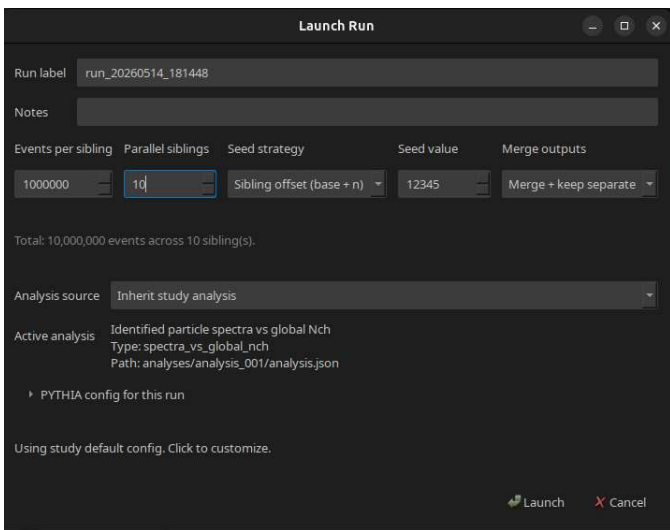 Launch Run
Run label run_20260514_181448
Notes
Events per sibling Parallel siblings Seed strategy Seed value Merge outputs
1000000 10 Sibling offset (base + n) 12345 Merge + keep separate
Total: 10,000,000 events across 10 sibling(s).
Analysis source Inherit study analysis
Active analysis Identified particle spectra vs global Nch
Type: spectra_vs_global_nch
Path: analyses/analysis_001/analysis.json
PYTHIA config for this run
Using study default config. Click to customize.
Launch Cancel